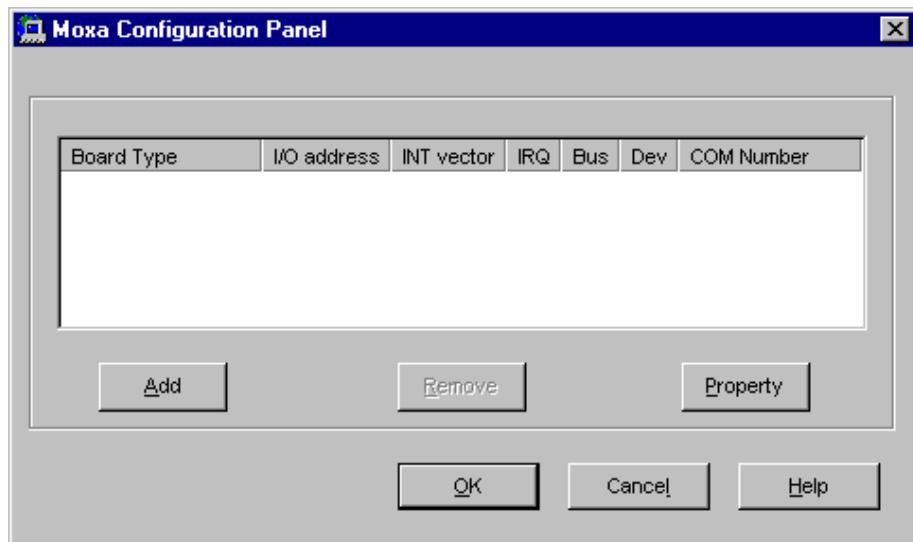 Moxa Configuration Panel
Board Type I/O address INT vector IRQ Bus Dev COM Number
Add Remove Property
OK Cancel Help